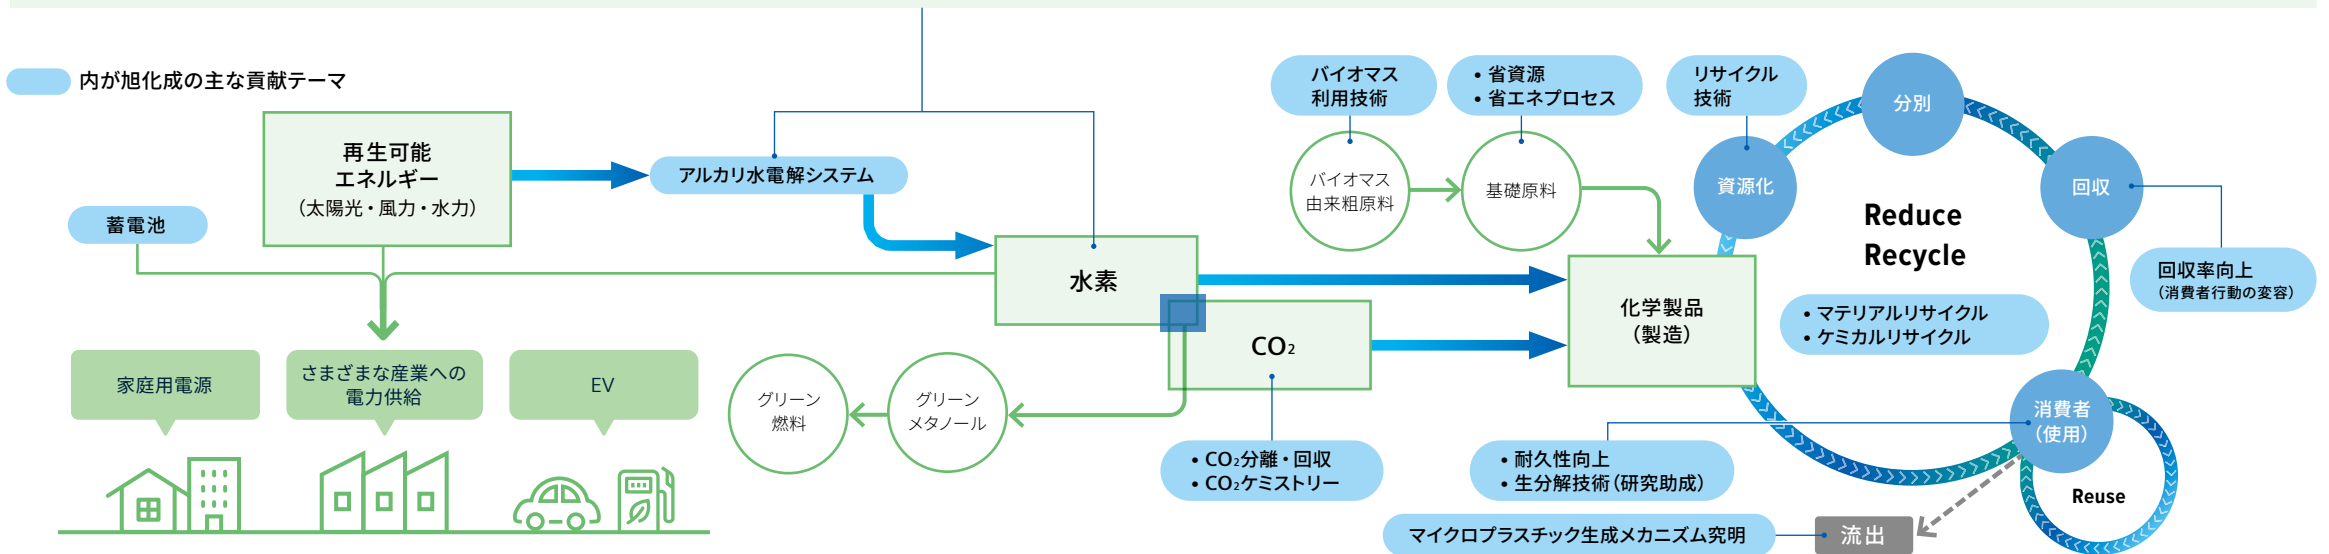 内が旭化成の主な貢献テーマ
再生可能
エネルギー
（太陽光・風力・水力）
蓄電池
アルカリ水電解システム
水素
CO₂
家庭用電源
さまざまな産業への
電力供給
EV
グリーン
燃料
グリーン
メタノール
• CO₂分離・回収
• CO₂ケミストリー
バイオマス
利用技術
• 省資源
• 省エネプロセス
リサイクル
技術
バイオマス
由来粗原料
基礎原料
化学製品
（製造）
資源化
分別
回収
Reduce
Recycle
• マテリアルリサイクル
• ケミカルリサイクル
回収率向上
（消費者行動の変容）
消費者
（使用）
Reuse
• 耐久性向上
• 生分解技術（研究助成）
マイクロプラスチック生成メカニズム究明
流出